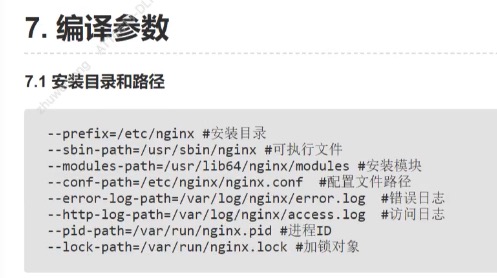 7. 编译参数
7.1 安装目录和路径
--prefix=/etc/nginx #安装目录
--sbin-path=/usr/sbin/nginx #可执行文件
--modules-path=/usr/lib64/nginx/modules #安装模块
--conf-path=/etc/nginx/nginx.conf  #配置文件路径
--error-log-path=/var/log/nginx/error.log  #错误日志
--http-log-path=/var/log/nginx/access.log  #访问日志
--pid-path=/var/run/nginx.pid #进程ID
--lock-path=/var/run/nginx.lock #加锁对象